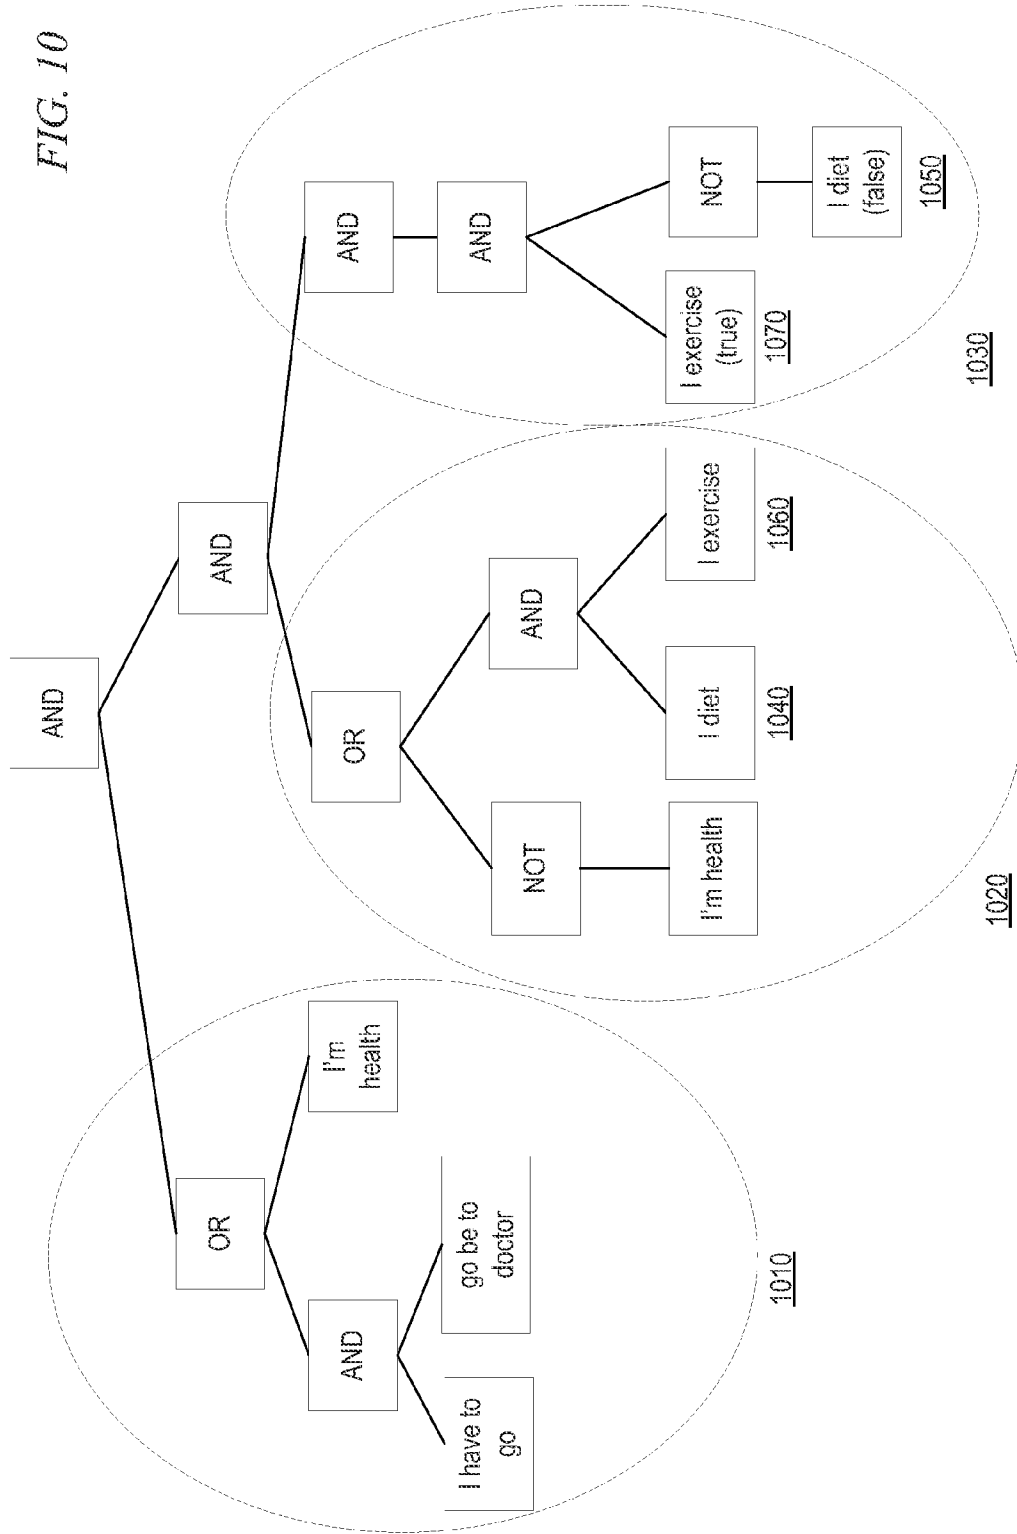 FIG. 10
AND
OR
AND
AND
I'm
health
I have to
go
go be to
doctor
1010
OR
AND
NOT
AND
AND
I'm health
I diet
1040
I exercise
1060
1020
I exercise
(true)
1070
NOT
I diet
(false)
1050
1030